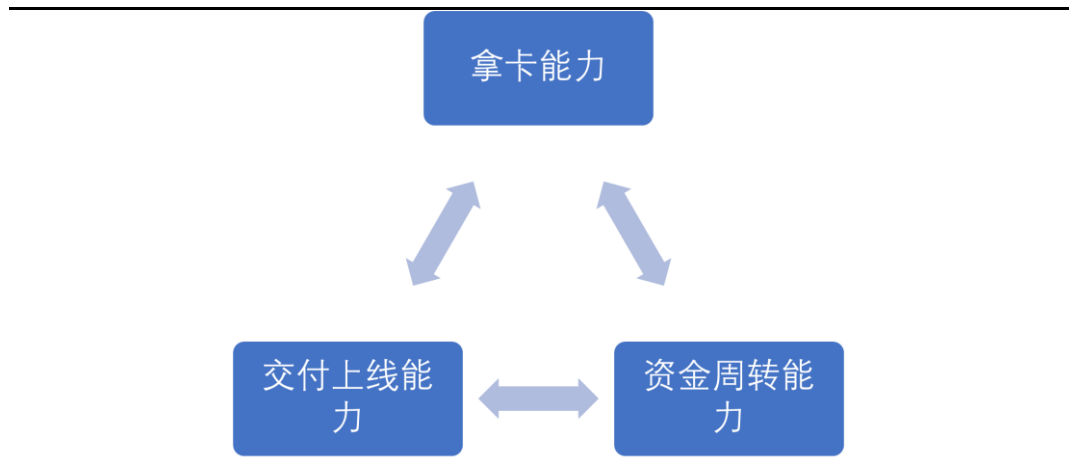 拿卡能力
交付上线能
力
资金周转能
力